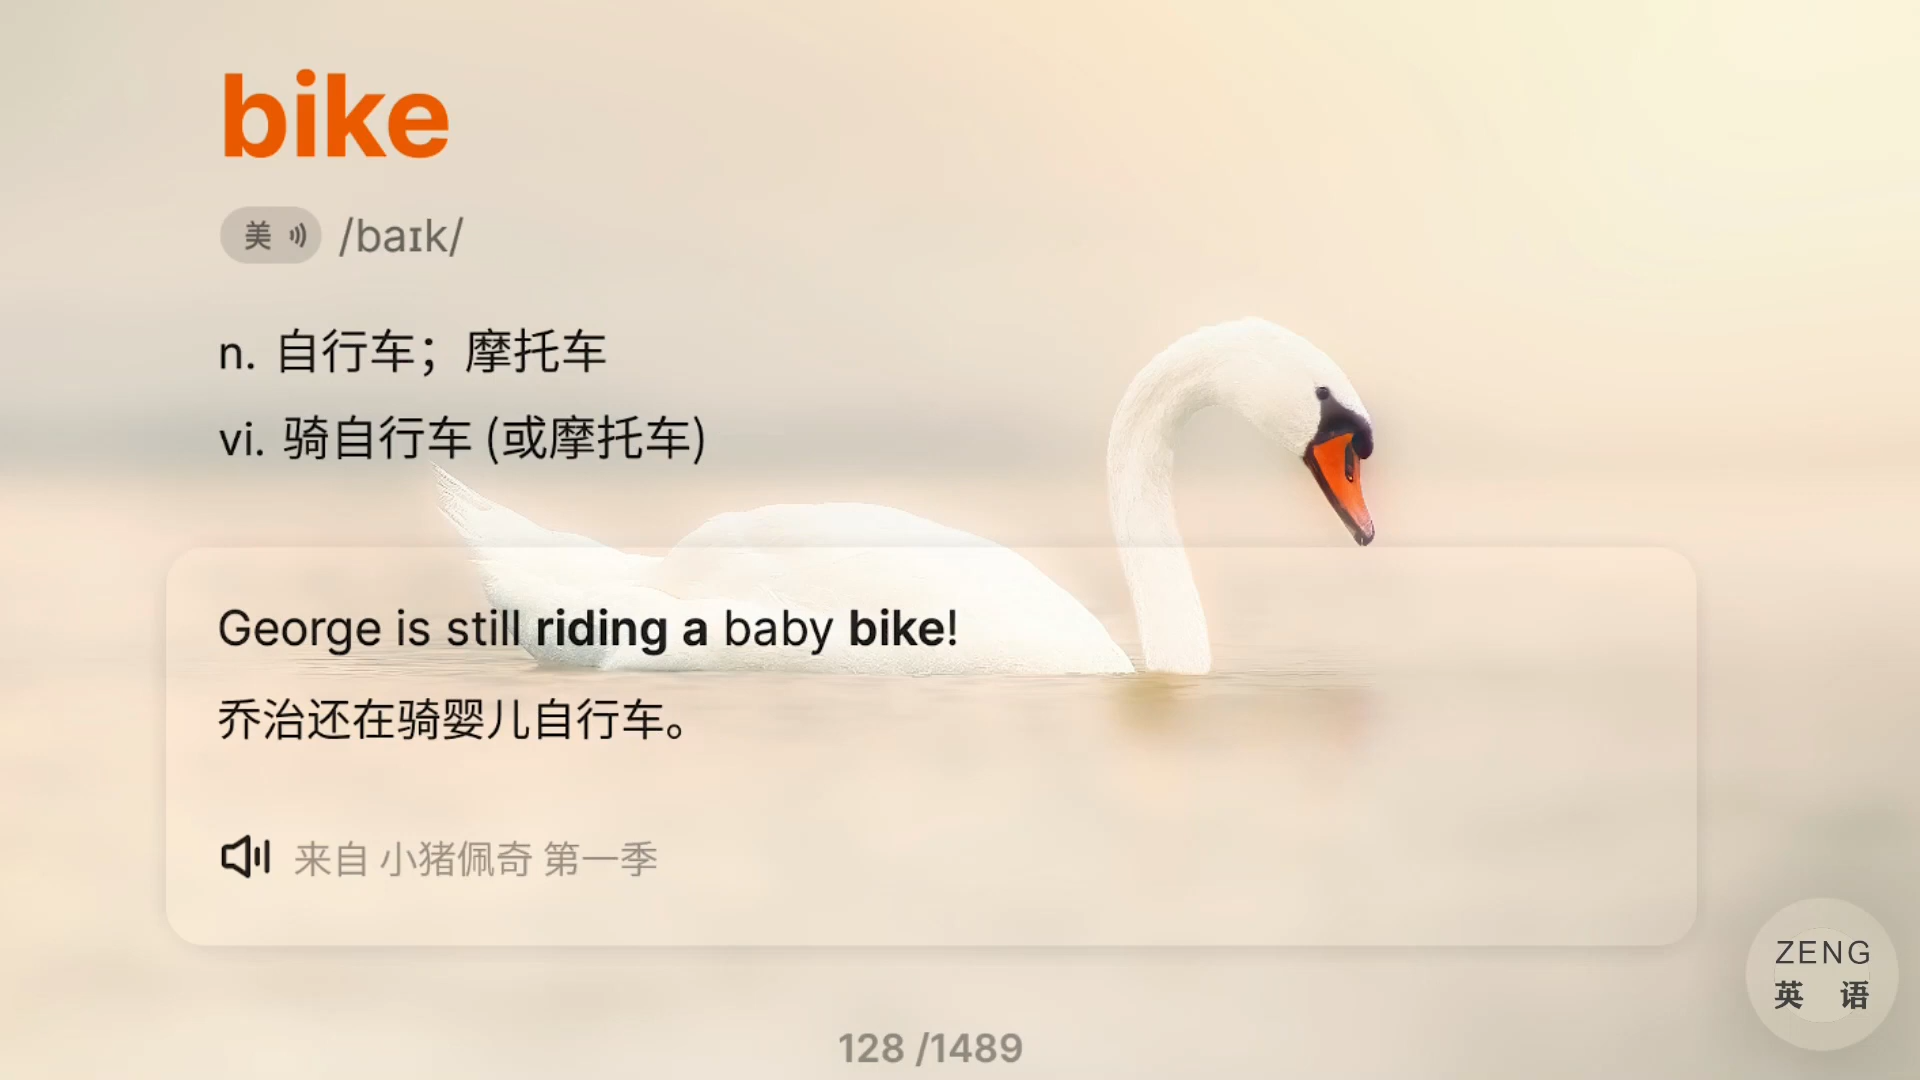 bike
美 /baɪk/
n. 自行车；摩托车
vi. 骑自行车 (或摩托车)
George is still riding a baby bike!
乔治还在骑婴儿自行车。
来自 小猪佩奇 第一季
ZENG
英 语
128 /1489